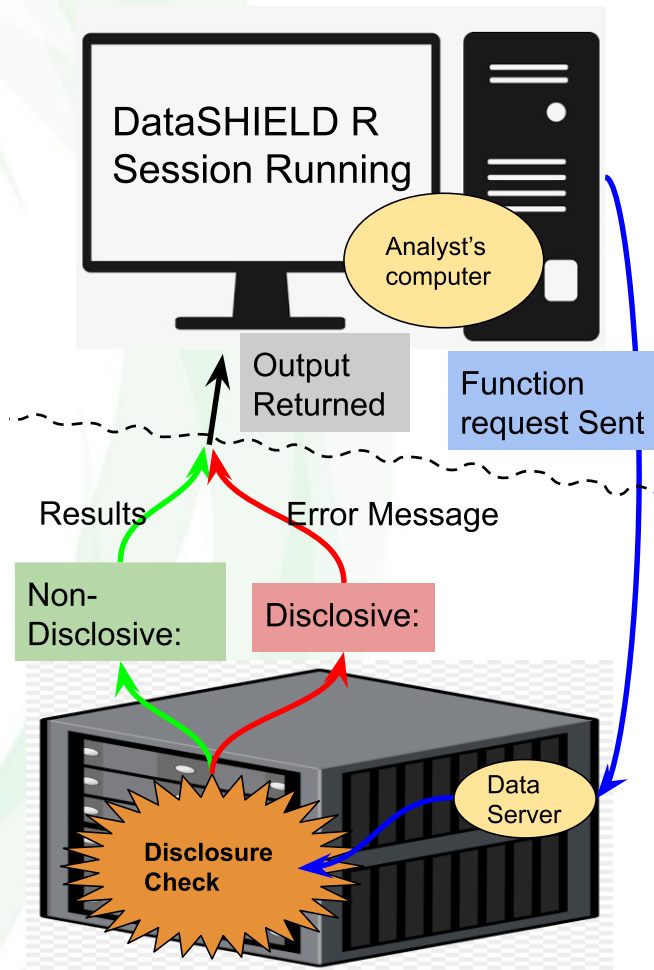 DataSHIELD R
Session Running
Analyst’s
computer
Output
Returned
Function
request Sent
Results
Error Message
Non-
Disclosive:
Disclosive:
Data
Server
Disclosure
Check